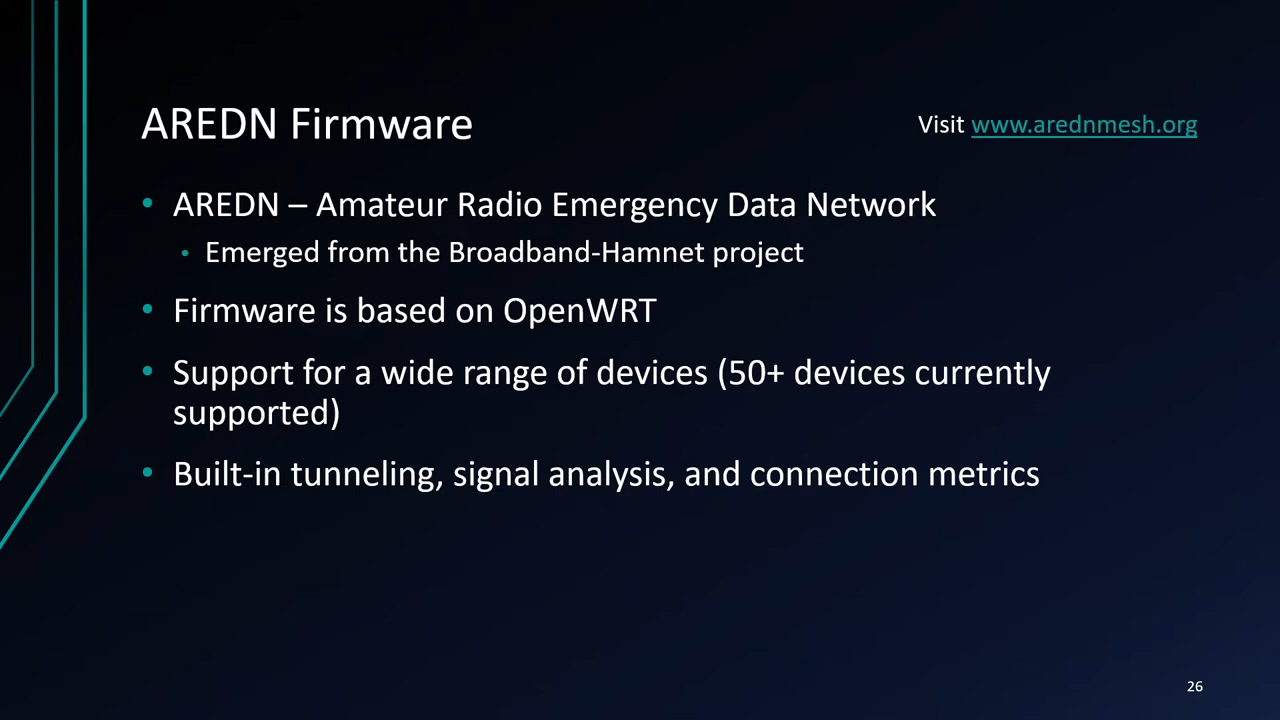 AREDN Firmware
Visit www.arednmesh.org
• AREDN – Amateur Radio Emergency Data Network
• Emerged from the Broadband-Hamnet project
• Firmware is based on OpenWRT
• Support for a wide range of devices (50+ devices currently
supported)
• Built-in tunneling, signal analysis, and connection metrics
26